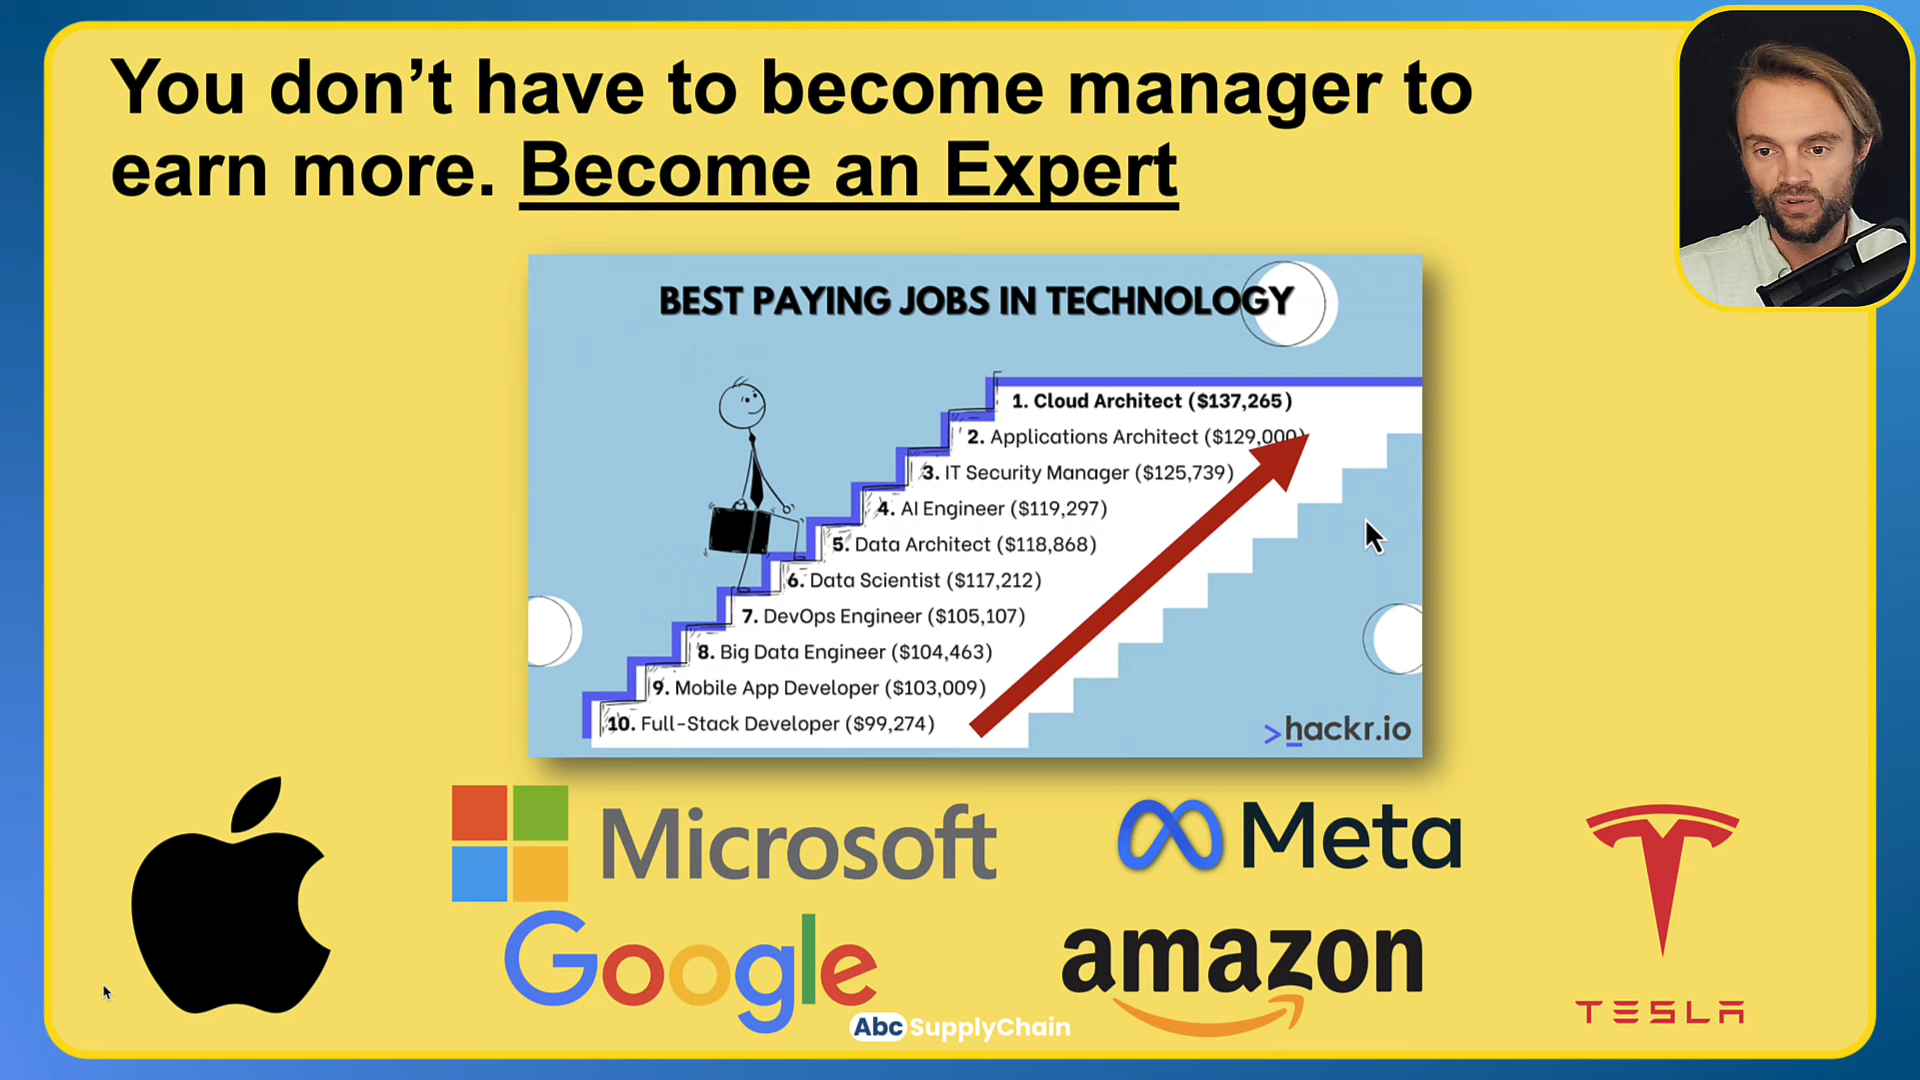 You don’t have to become manager to
earn more. Become an Expert
BEST PAYING JOBS IN TECHNOLOGY
1. Cloud Architect ($137,265)
2. Applications Architect ($129,000)
3. IT Security Manager ($125,739)
4. AI Engineer ($119,297)
5. Data Architect ($118,868)
6. Data Scientist ($117,212)
7. DevOps Engineer ($105,107)
8. Big Data Engineer ($104,463)
9. Mobile App Developer ($103,009)
10. Full-Stack Developer ($99,274)
>hackr.io
Microsoft
Meta
Google
amazon
TESLA
Abc SupplyChain